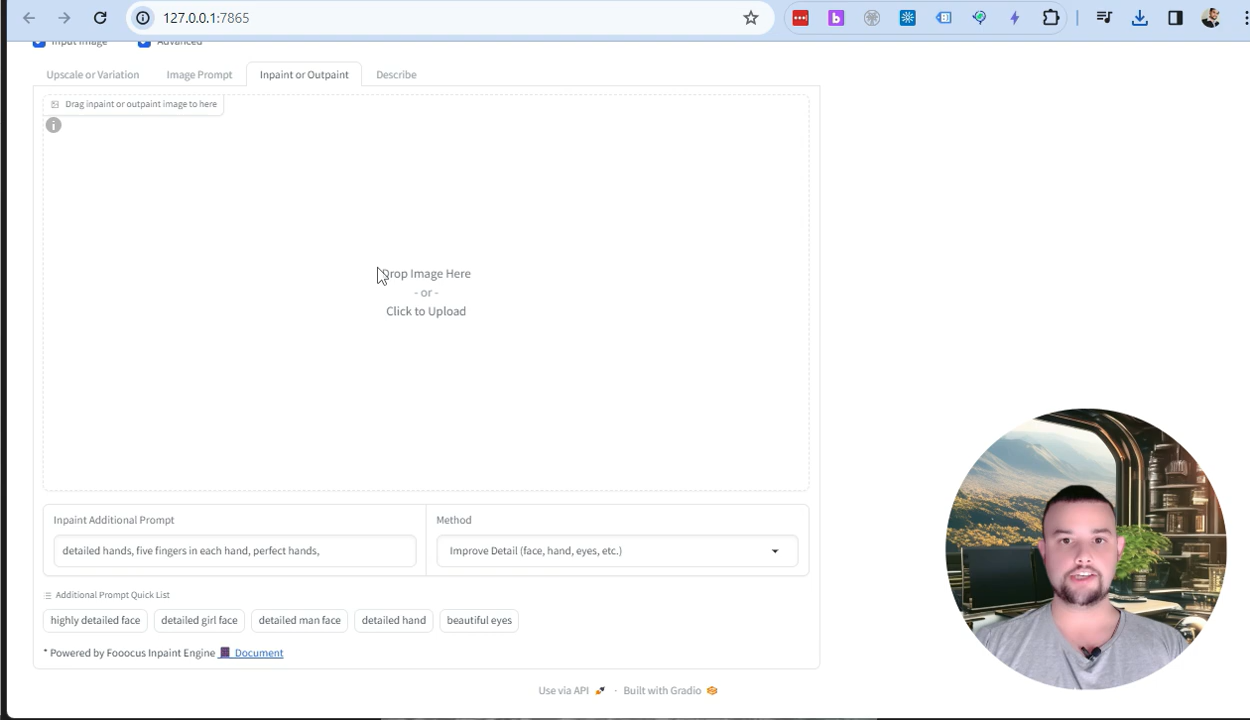 127.0.0.1:7865
Input Image Advanced
Upscale or Variation Image Prompt Inpaint or Outpaint Describe
Drag inpaint or outpaint image to here
Drop Image Here
- or -
Click to Upload
Inpaint Additional Prompt Method
detailed hands, five fingers in each hand, perfect hands, Improve Detail (face, hand, eyes, etc.)
Additional Prompt Quick List
highly detailed face detailed girl face detailed man face detailed hand beautiful eyes
* Powered by Fooocus Inpaint Engine Document
Use via API · Built with Gradio